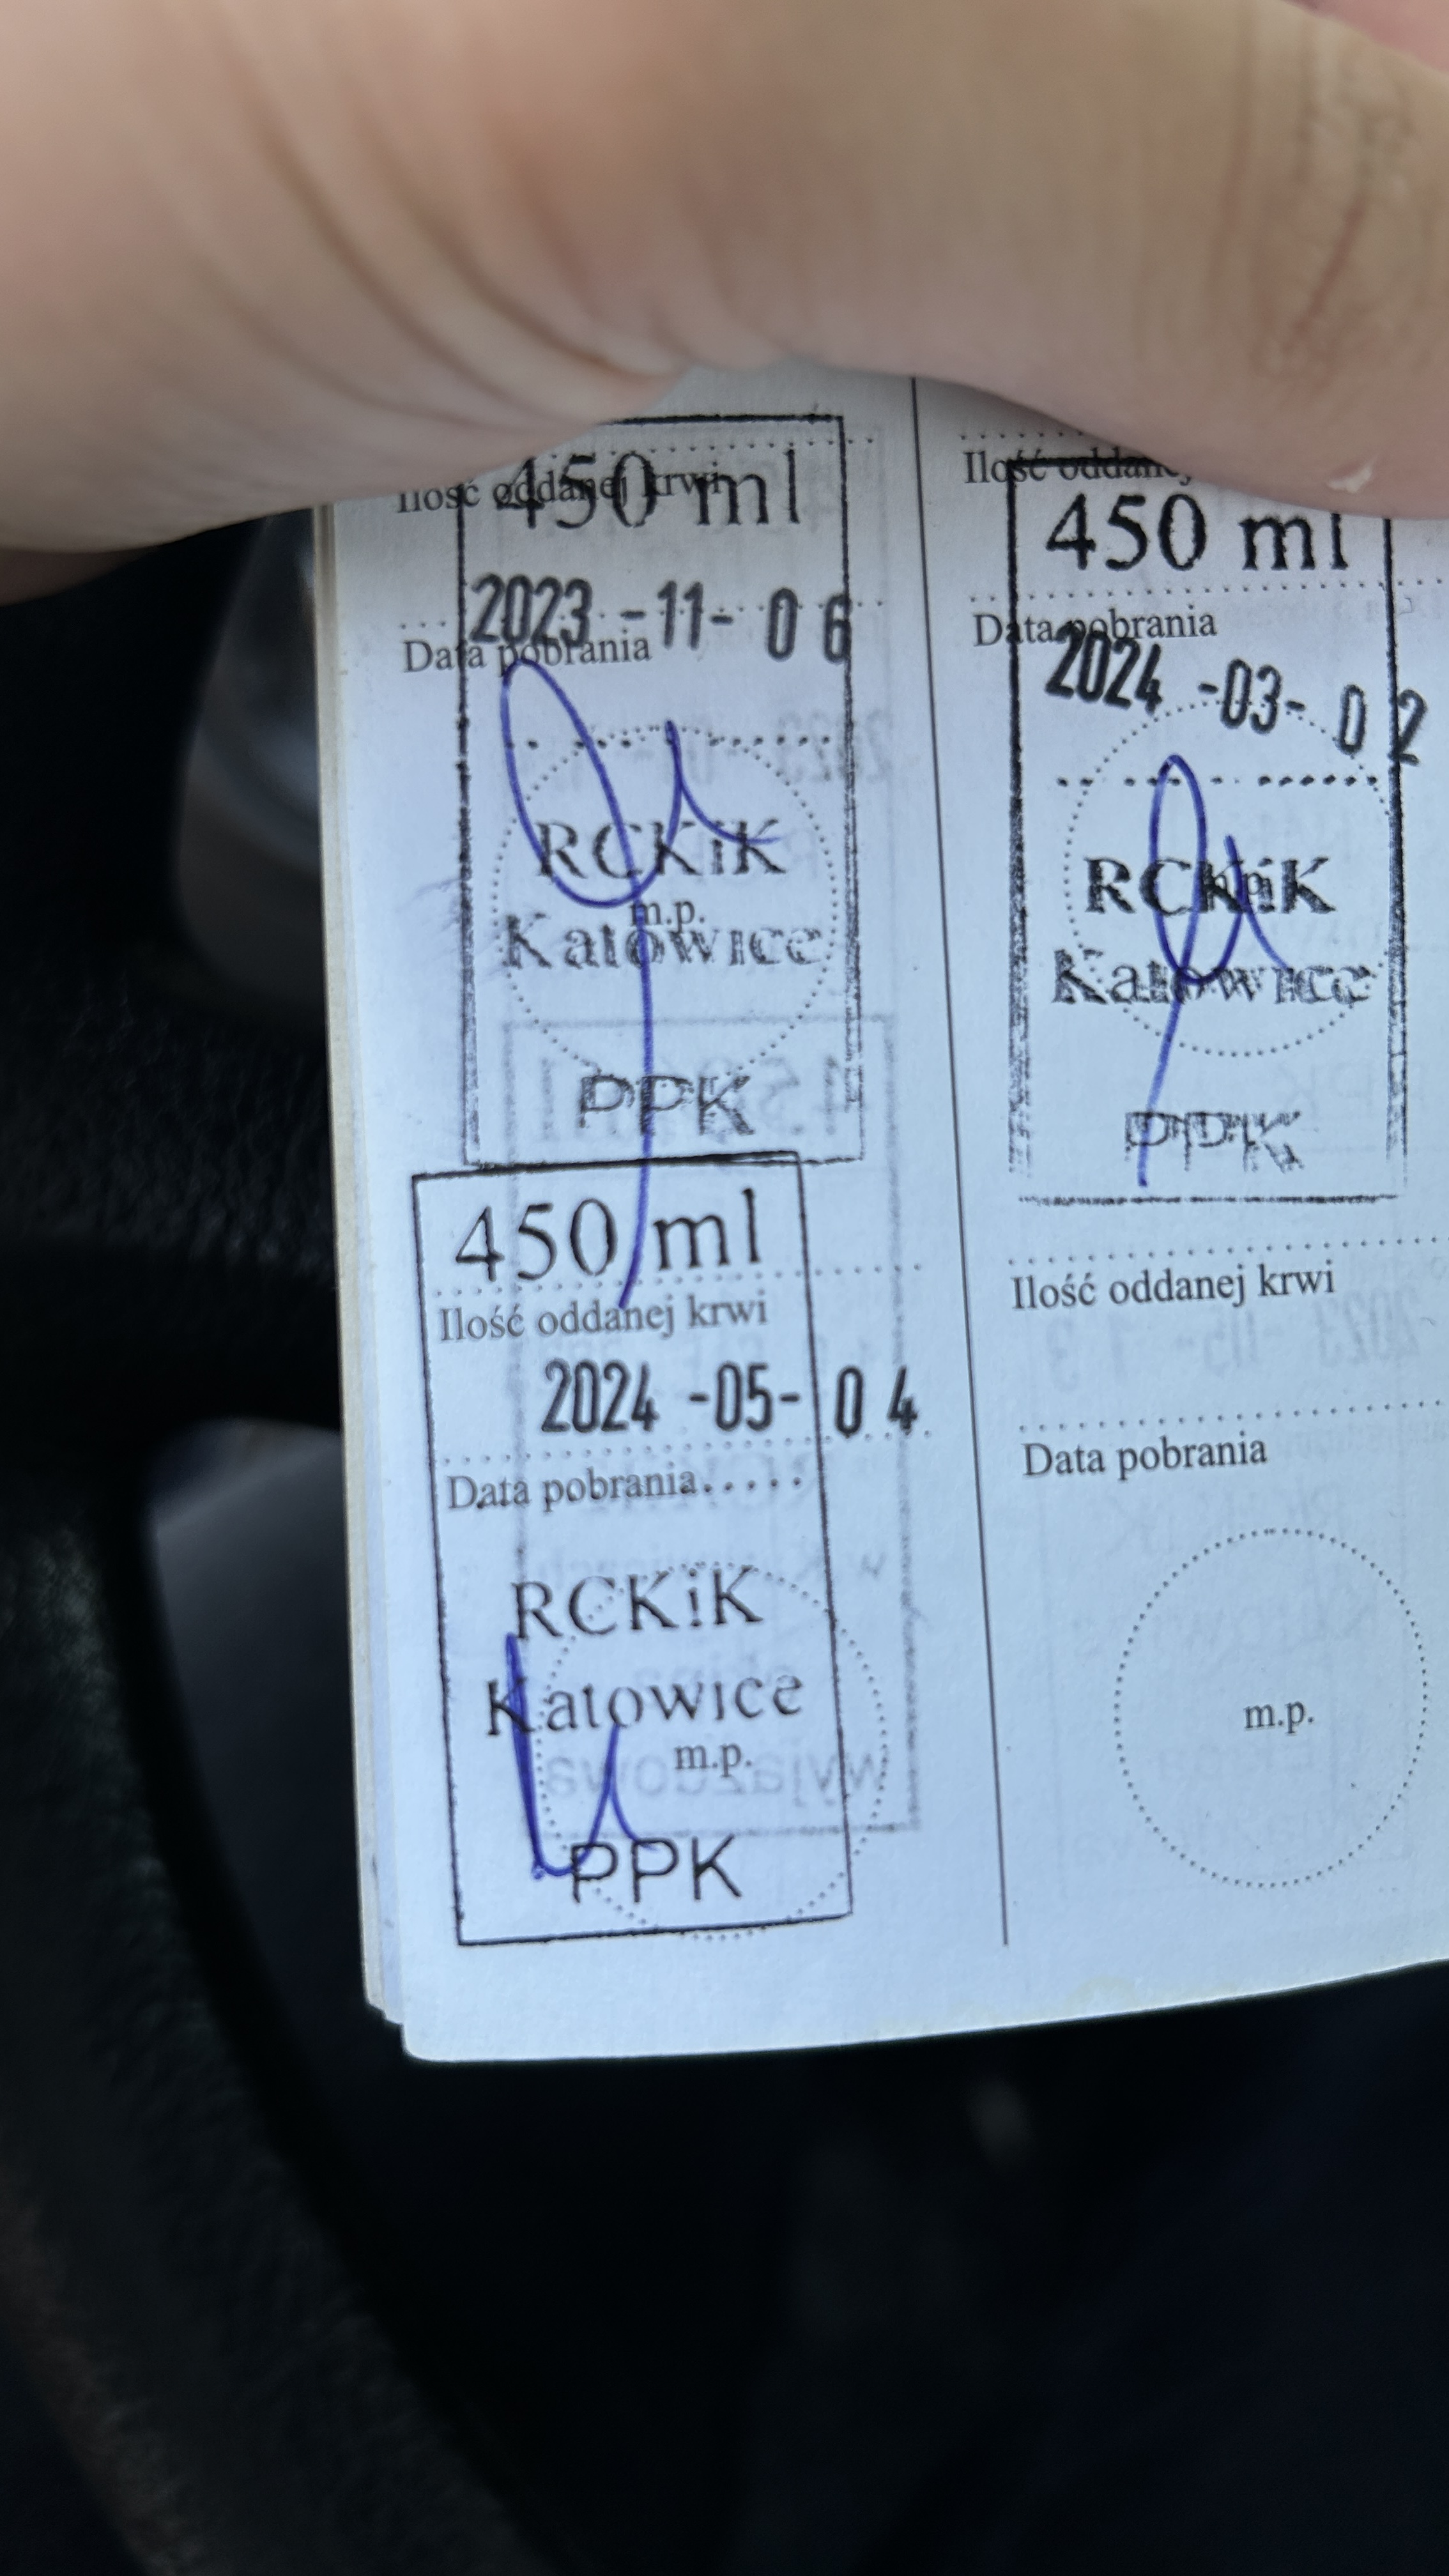 450 ml
Ilość oddanej krwi
2023 -11- 06
Data pobrania
RCKiK
m.p.
Katowice
PPK
Ilość oddanej
450 ml
Data pobrania
2024 -03- 02
RCKiK
m.p.
Katowice
PPK
450 ml
Ilość oddanej krwi
2024 -05- 04
Data pobrania
RCKiK
Katowice
m.p.
PPK
Ilość oddanej krwi
Data pobrania
m.p.